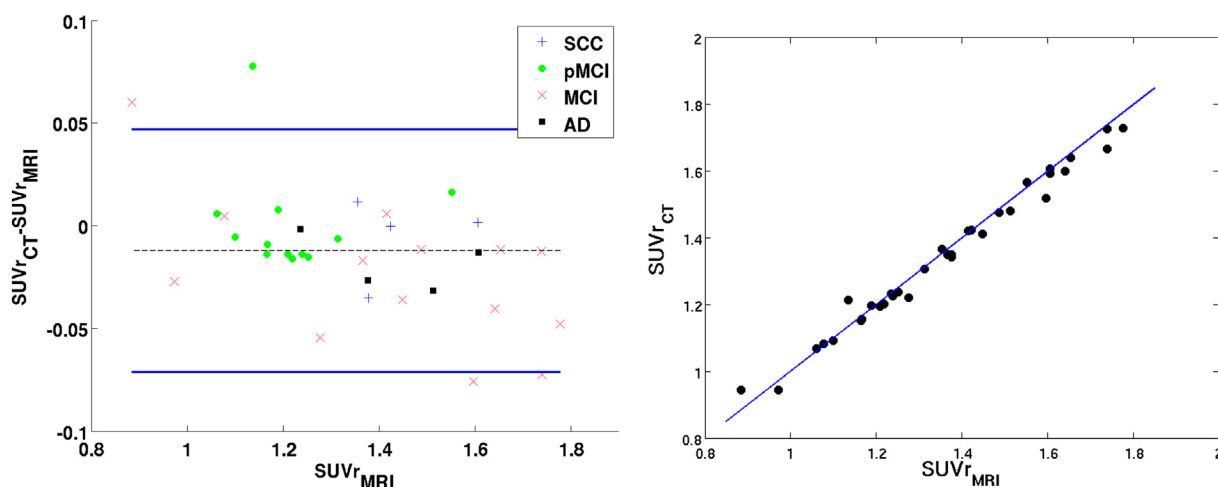 0.1
0.05
0
-0.05
-0.1
SUVrCT-SUVrMRI
0.8 1 1.2 1.4 1.6 1.8
SUVrMRI
SCC
pMCI
MCI
AD
2
1.8
1.6
1.4
1.2
1
0.8
SUVrCT
0.8 1 1.2 1.4 1.6 1.8 2
SUVrMRI